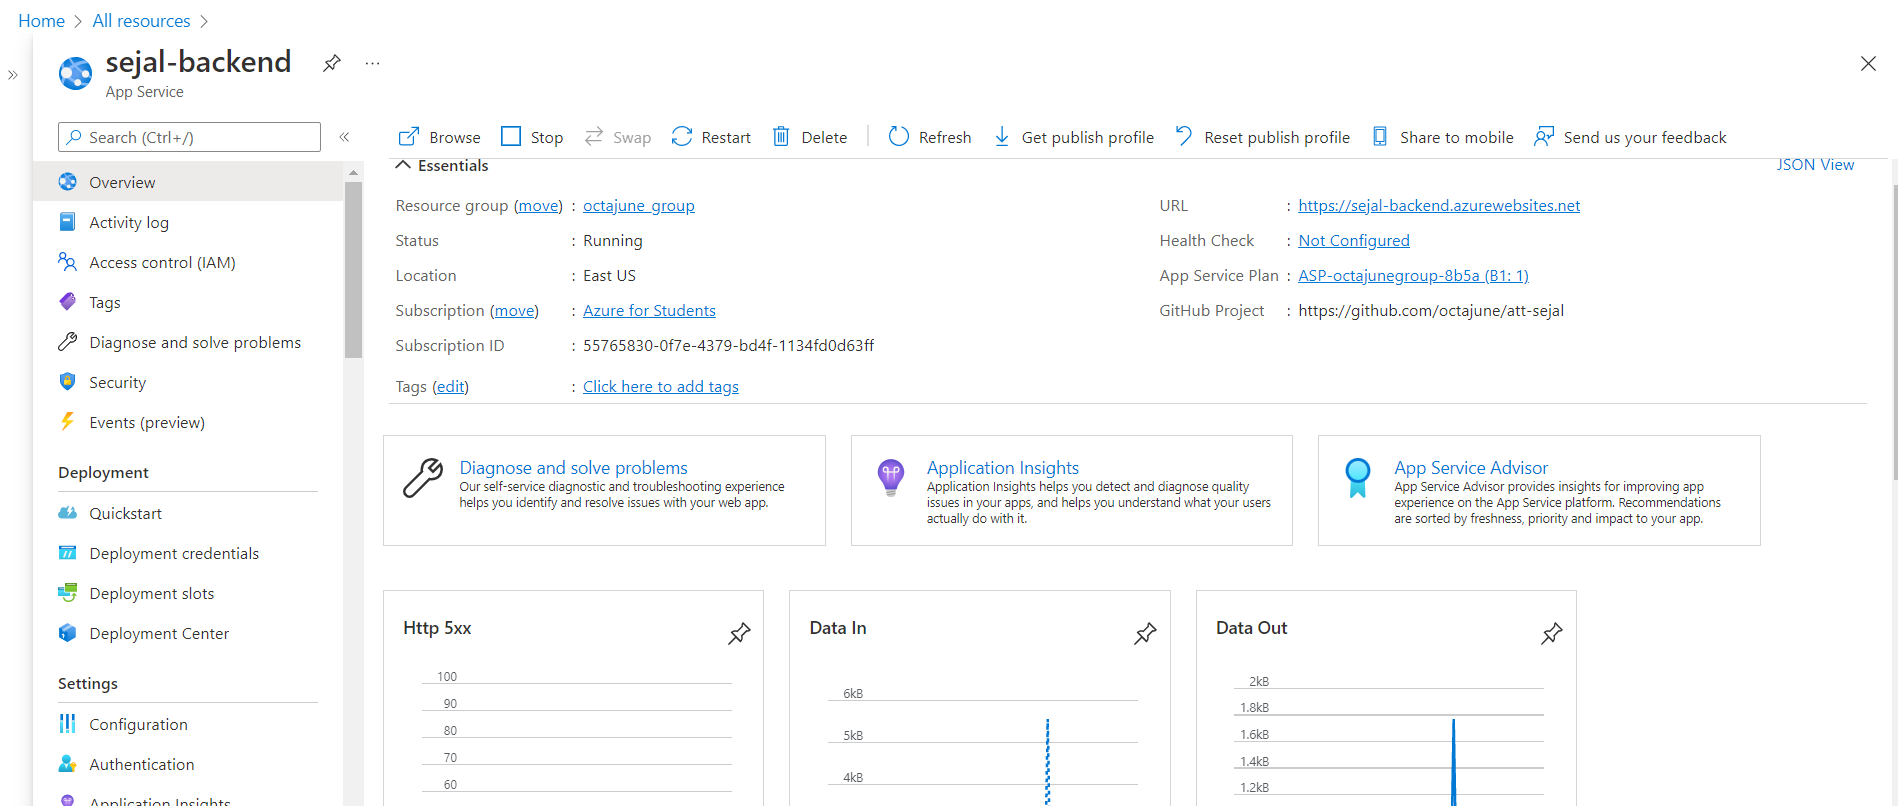 Home > All resources >
sejal-backend
App Service
Search (Ctrl+/)
Overview
Activity log
Access control (IAM)
Tags
Diagnose and solve problems
Security
Events (preview)
Deployment
Quickstart
Deployment credentials
Deployment slots
Deployment Center
Settings
Configuration
Authentication
Application Insights
Browse Stop Swap Restart Delete Refresh Get publish profile Reset publish profile Share to mobile Send us your feedback
Essentials
JSON View
Resource group (move) : octajune_group
Status : Running
Location : East US
Subscription (move) : Azure for Students
Subscription ID : 55765830-0f7e-4379-bd4f-1134fd0d63ff
Tags (edit) : Click here to add tags
URL : https://sejal-backend.azurewebsites.net
Health Check : Not Configured
App Service Plan : ASP-octajunegroup-8b5a (B1: 1)
GitHub Project : https://github.com/octajune/att-sejal
Diagnose and solve problems
Our self-service diagnostic and troubleshooting experience
helps you identify and resolve issues with your web app.
Application Insights
Application Insights helps you detect and diagnose quality
issues in your apps, and helps you understand what your users
actually do with it.
App Service Advisor
App Service Advisor provides insights for improving app
experience on the App Service platform. Recommendations
are sorted by freshness, priority and impact to your app.
Http 5xx
100
90
80
70
60
Data In
6kB
5kB
4kB
Data Out
2kB
1.8kB
1.6kB
1.4kB
1.2kB